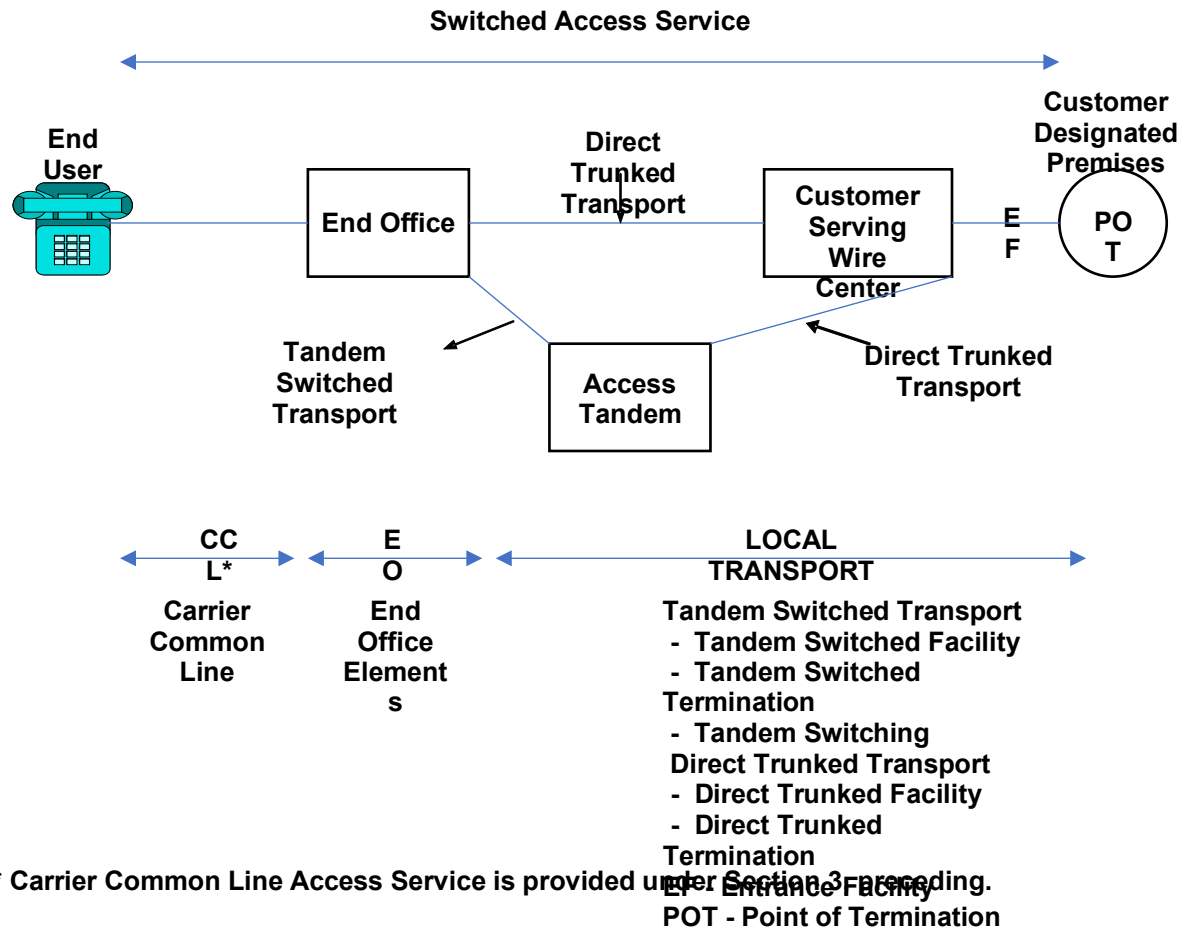 Switched Access Service
End
User
Direct
Trunked
Transport
Customer
Designated
Premises
End Office
Customer
Serving
Wire
Center
E
F
PO
T
Tandem
Switched
Transport
Access
Tandem
Direct Trunked
Transport
CC
L*
E
O
LOCAL
TRANSPORT
Carrier
Common
Line
End
Office
Element
s
Tandem Switched Transport
- Tandem Switched Facility
- Tandem Switched
Termination
- Tandem Switching
Direct Trunked Transport
- Direct Trunked Facility
- Direct Trunked
Termination
* Carrier Common Line Access Service is provided under Section 3 preceding.
EF - Entrance Facility
POT - Point of Termination